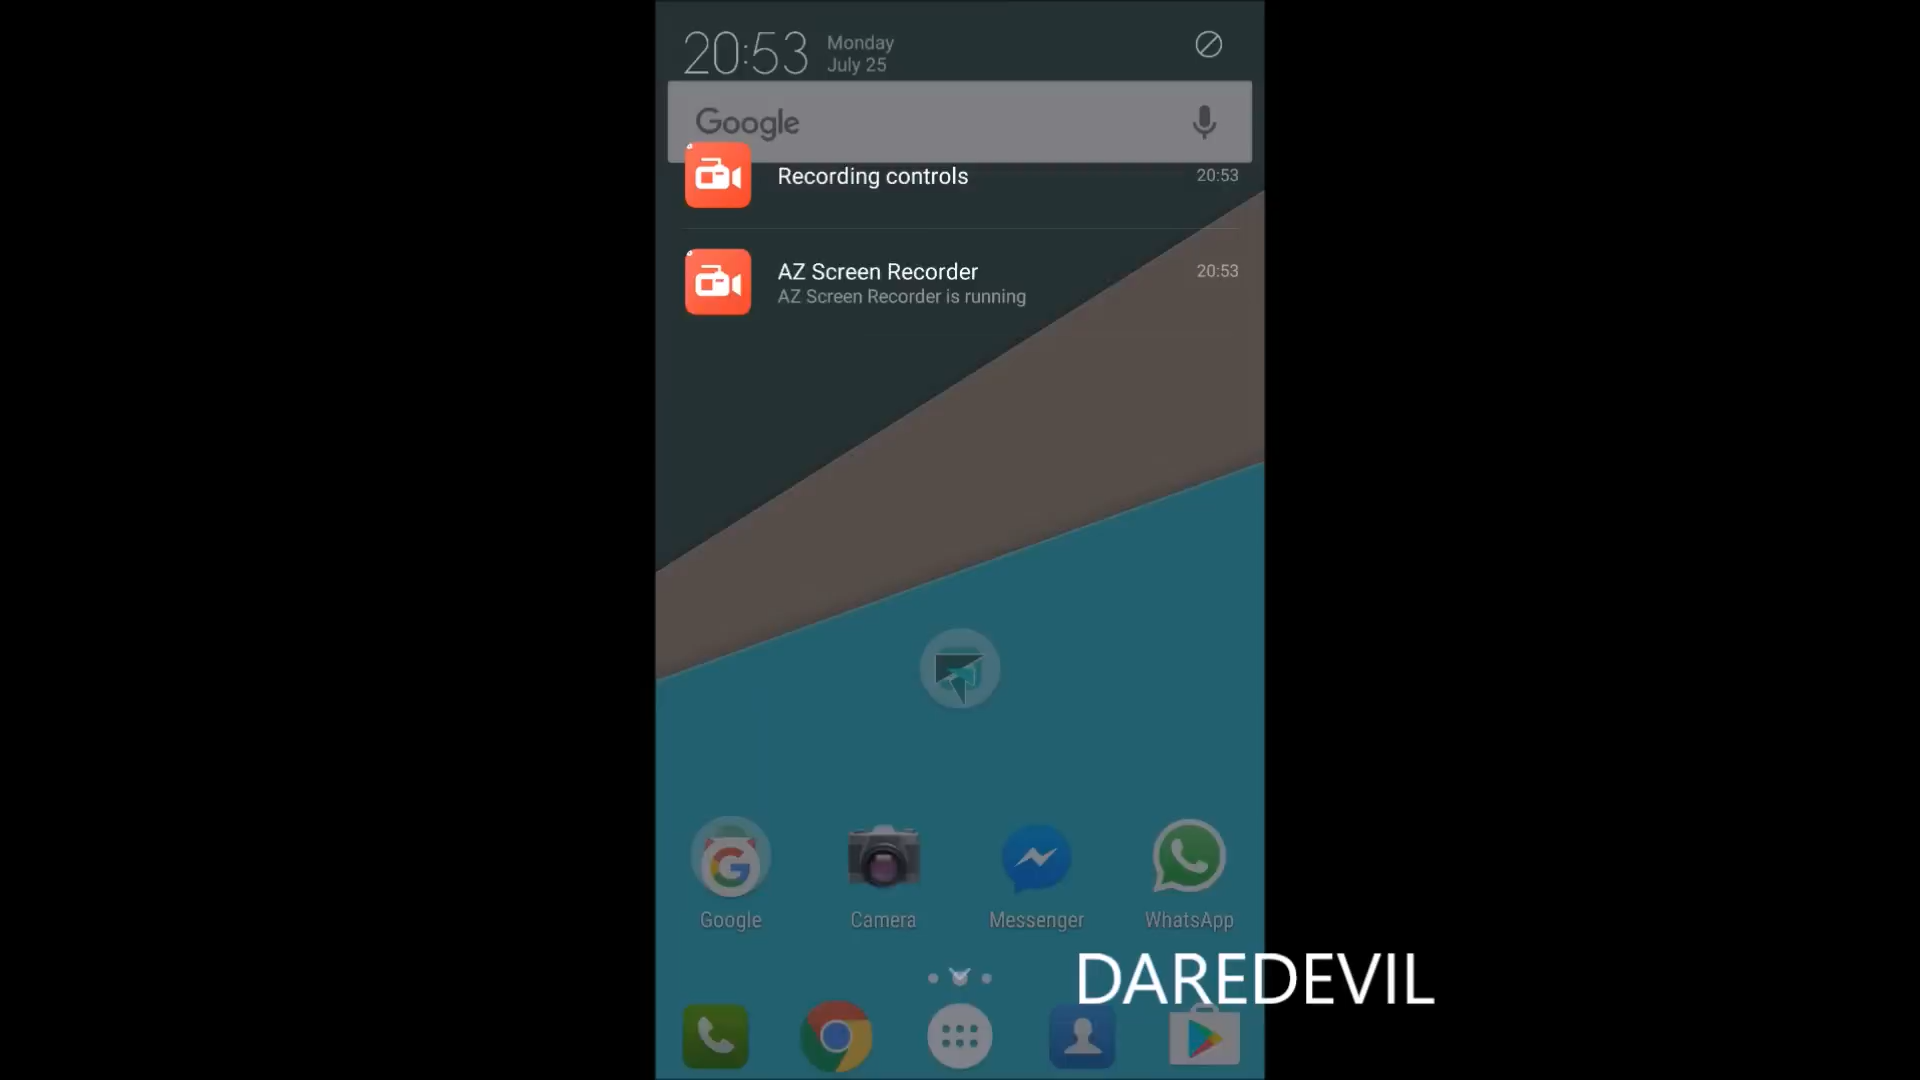 20:53
Monday
July 25
Google
Recording controls
20:53
AZ Screen Recorder
20:53
AZ Screen Recorder is running
Google
Camera
Messenger
WhatsApp
DAREDEVIL